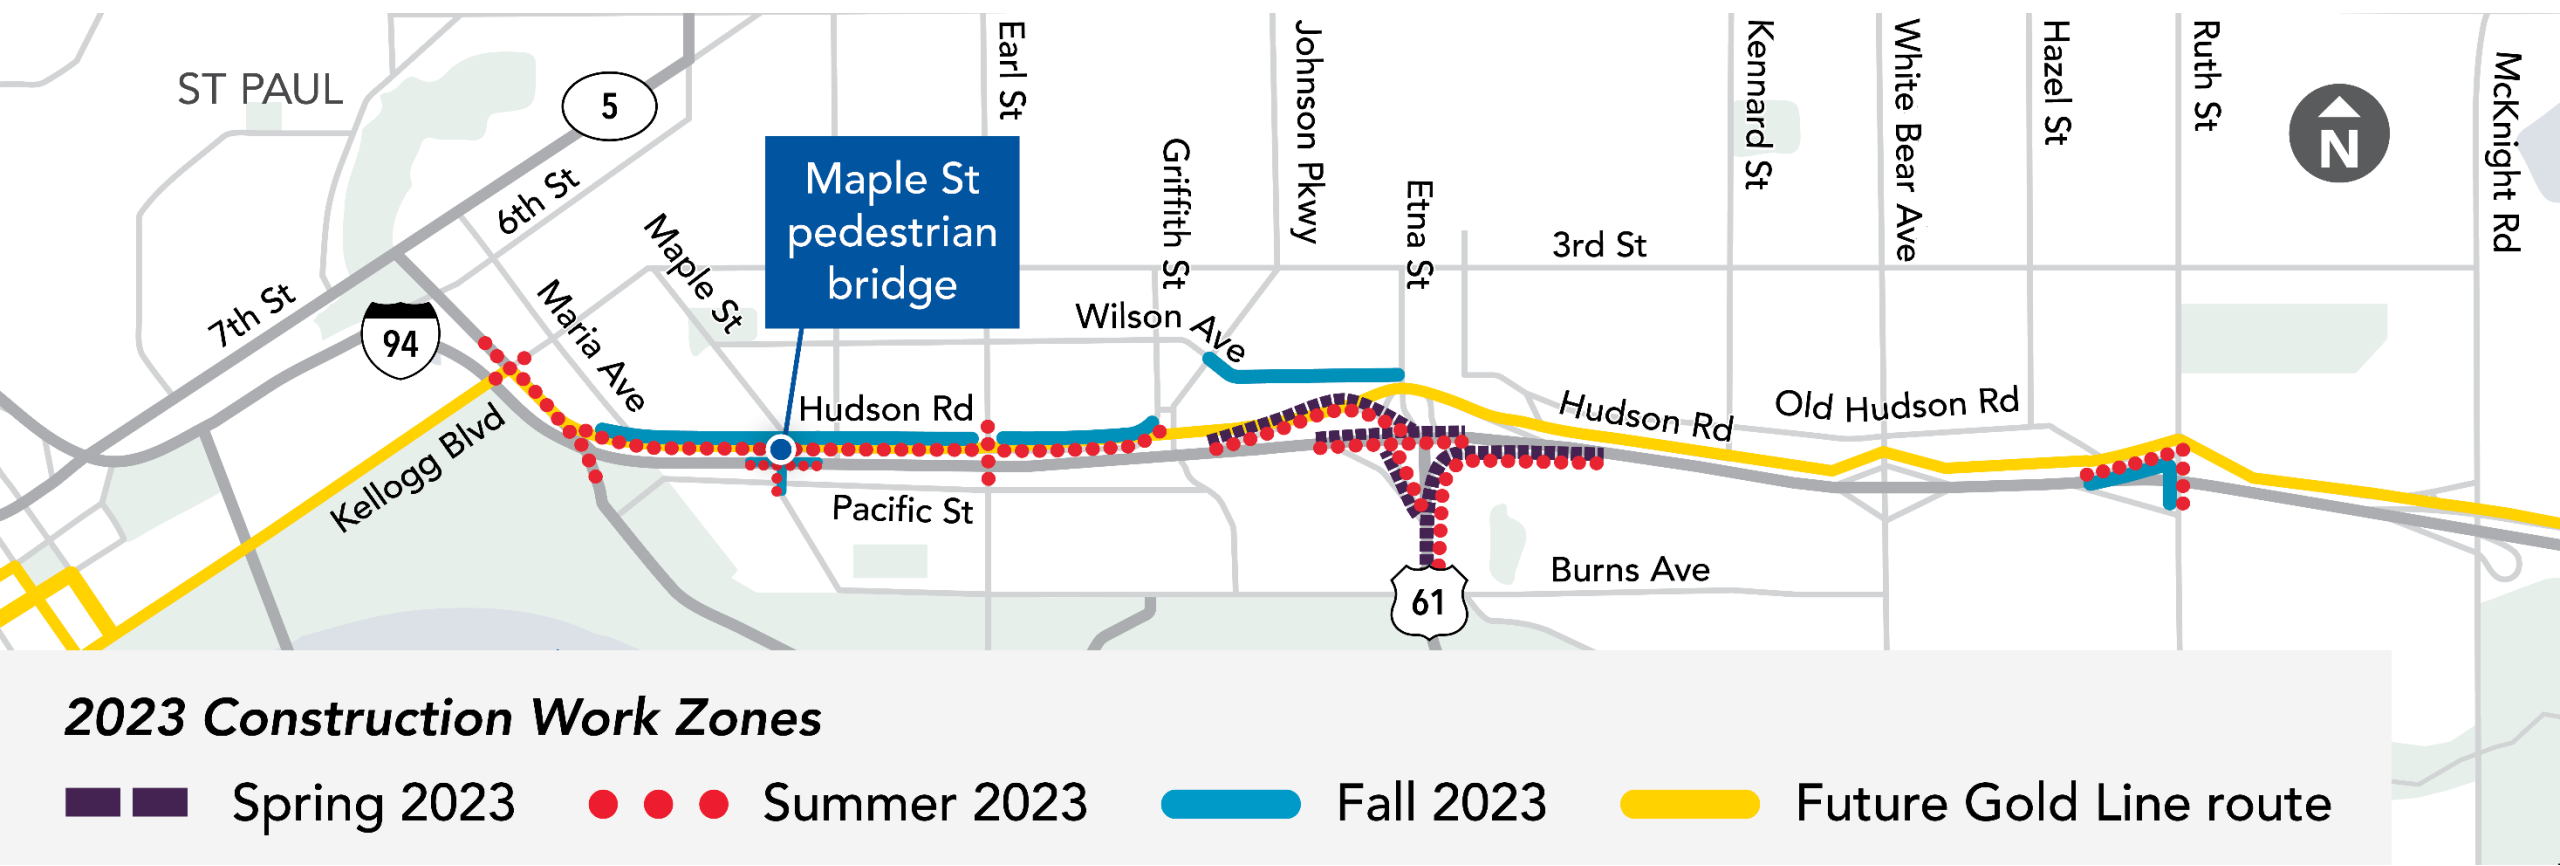 ST PAUL
5
7th St
6th St
94
Maria Ave
Maple St
Maple St
pedestrian
bridge
Earl St
Griffith St
Johnson Pkwy
Etna St
3rd St
Kennard St
White Bear Ave
Hazel St
Ruth St
N
McKnight Rd
Wilson Ave
Hudson Rd
Hudson Rd
Old Hudson Rd
Kellogg Blvd
Pacific St
Burns Ave
61
2023 Construction Work Zones
Spring 2023
Summer 2023
Fall 2023
Future Gold Line route